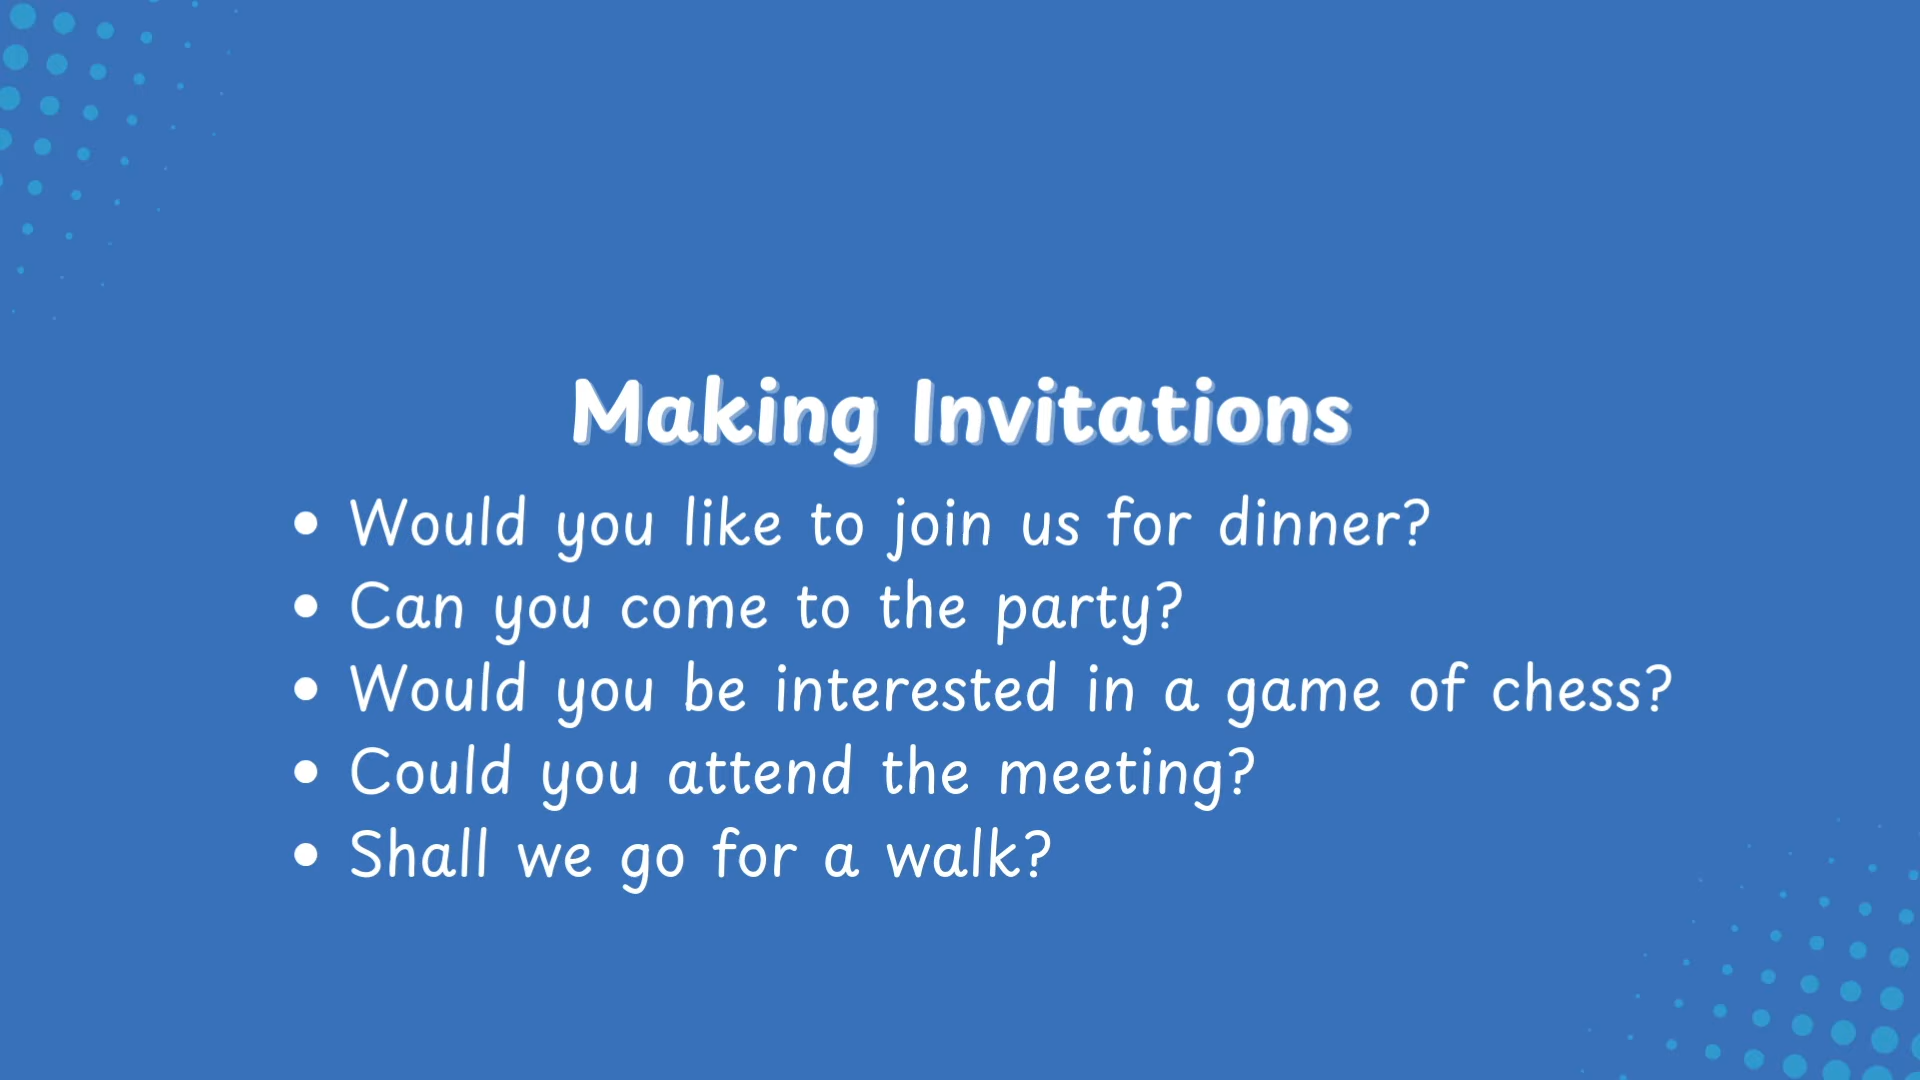 Making Invitations
• Would you like to join us for dinner?
• Can you come to the party?
• Would you be interested in a game of chess?
• Could you attend the meeting?
• Shall we go for a walk?